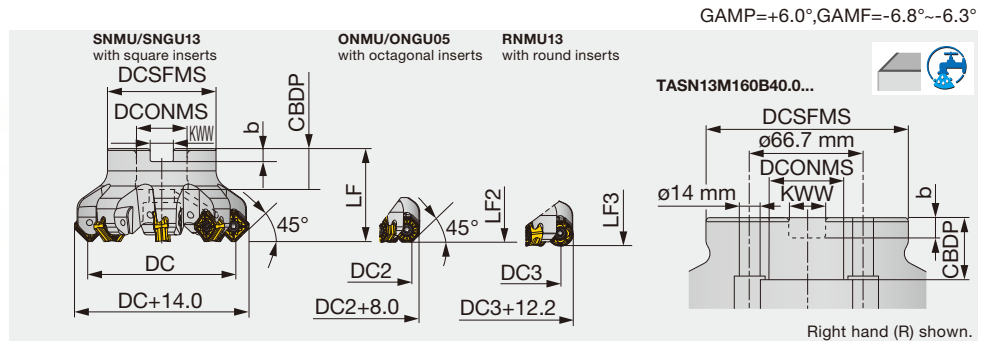 GAMP=+6.0°,GAMF=-6.8°~-6.3°
SNMU/SNGU13
with square inserts
ONMU/ONGU05
with octagonal inserts
RNMU13
with round inserts
DCSFMS
DCONMS
KWW
b
CBDP
LF
45°
DC
DC+14.0
LF2
45°
DC2
DC2+8.0
LF3
DC3
DC3+12.2
TASN13M160B40.0...
DCSFMS
ø66.7 mm
DCONMS
ø14 mm
KWW
b
CBDP
Right hand (R) shown.